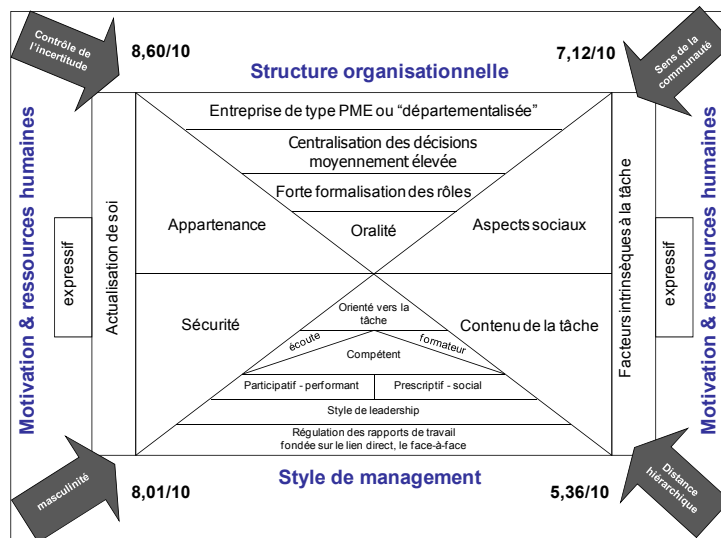 Contrôle de
l'incertitude
8,60/10
7,12/10
Sens de la
communauté
Structure organisationnelle
Entreprise de type PME ou “départementalisée”
Centralisation des décisions
moyennement élevée
Forte formalisation des rôles
Oralité
Appartenance
Aspects sociaux
Motivation & ressources humaines
expressif
Actualisation de soi
Facteurs intrinsèques à la tâche
expressif
Motivation & ressources humaines
Sécurité
Contenu de la tâche
Orienté vers la
tâche
écoute
formateur
Compétent
Participatif - performant
Prescriptif - social
Style de leadership
Régulation des rapports de travail
fondée sur le lien direct, le face-à-face
masculinité
8,01/10
Style de management
5,36/10
Distance
hiérarchique